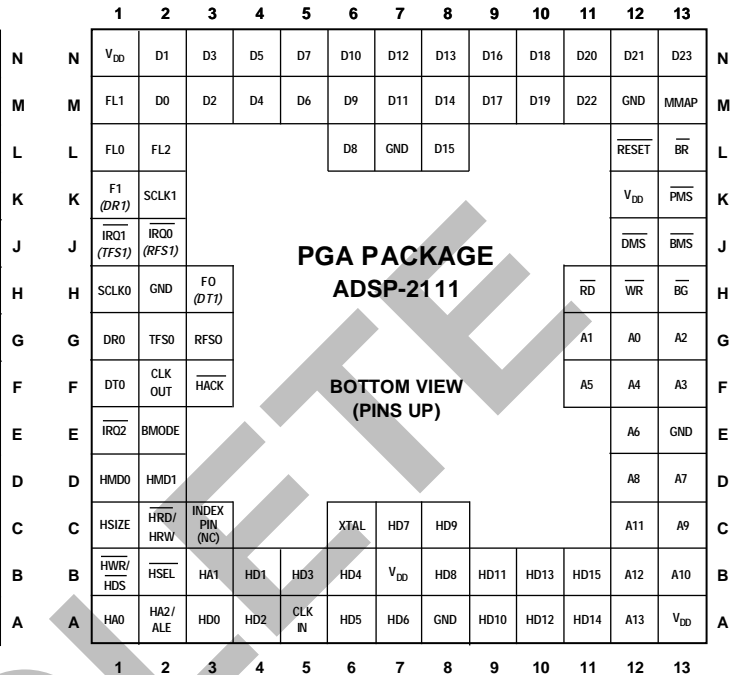 1 2 3 4 5 6 7 8 9 10 11 12 13
N N VDD D1 D3 D5 D7 D10 D12 D13 D16 D18 D20 D21 D23 N
M M FL1 D0 D2 D4 D6 D9 D11 D14 D17 D19 D22 GND MMAP M
L L FL0 FL2 D8 GND D15 RESET BR L
K K F1 (DR1) SCLK1 VDD PMS K
J J IRQ1 (TFS1) IRQ0 (RFS1) DMS BMS J
PGA PACKAGE
ADSP-2111
H H SCLK0 GND FO (DT1) RD WR BG H
G G DR0 TFS0 RFSO A1 A0 A2 G
F F DT0 CLK OUT HACK A5 A4 A3 F
BOTTOM VIEW
(PINS UP)
E E IRQ2 BMODE A6 GND E
D D HMD0 HMD1 A8 A7 D
C C HSIZE HRD/ HRW INDEX PIN (NC) XTAL HD7 HD9 A11 A9 C
B B HWR/ HDS HSEL HA1 HD1 HD3 HD4 VDD HD8 HD11 HD13 HD15 A12 A10 B
A A HA0 HA2/ ALE HD0 HD2 CLK IN HD5 HD6 GND HD10 HD12 HD14 A13 VDD A
1 2 3 4 5 6 7 8 9 10 11 12 13